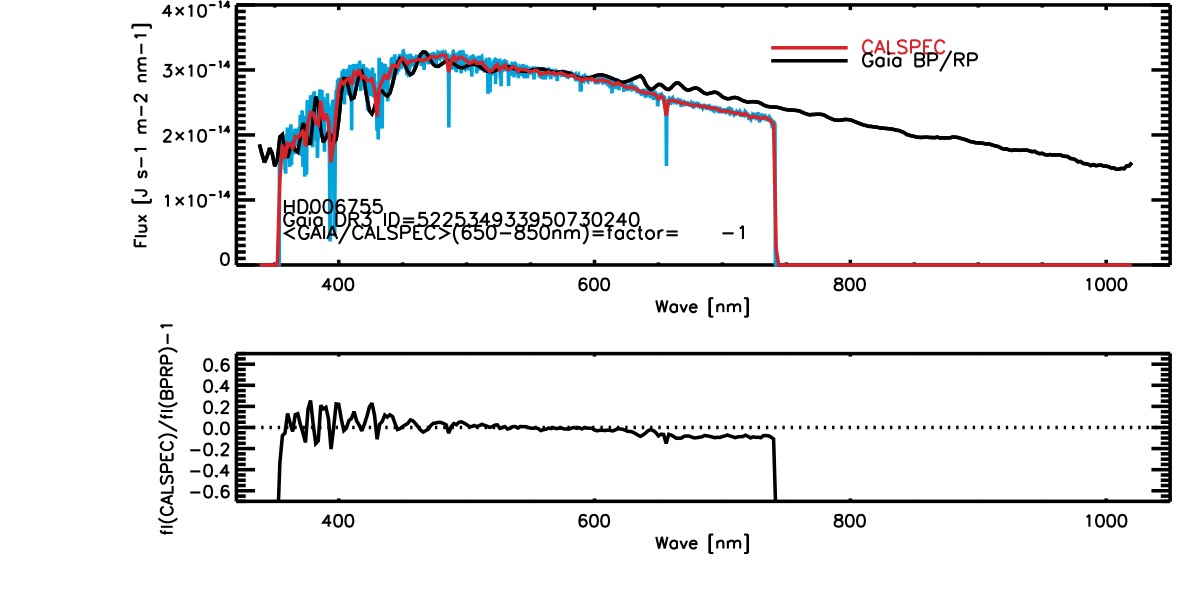 4×10−14
3×10−14
2×10−14
1×10−14
0
Flux [J s−1 m−2 nm−1]
CALSPEC
Gaia BP/RP
HD006755
Gaia DR3 ID=522534933950730240
<GAIA/CALSPEC>(650−850nm)=factor= −1
400 600 800 1000
Wave [nm]
fl(CALSPEC)/fl(BPRP)−1
0.6
0.4
0.2
0.0
−0.2
−0.4
−0.6
400 600 800 1000
Wave [nm]